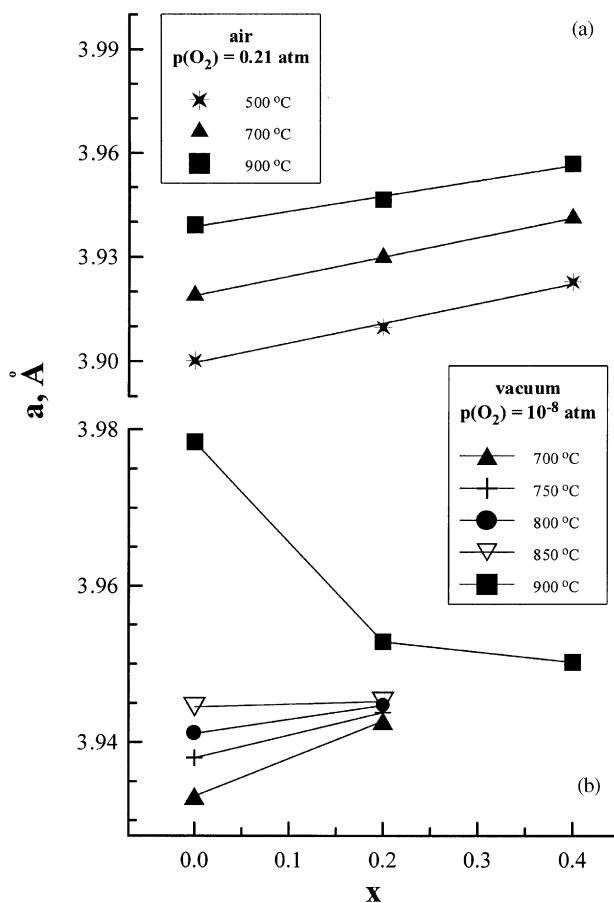 (a)
air
p(O₂) = 0.21 atm
500 °C
700 °C
900 °C
3.99
3.96
3.93
3.90
a, Å
vacuum
p(O₂) = 10⁻⁸ atm
700 °C
750 °C
800 °C
850 °C
900 °C
3.98
3.96
3.94
(b)
0.0 0.1 0.2 0.3 0.4
x